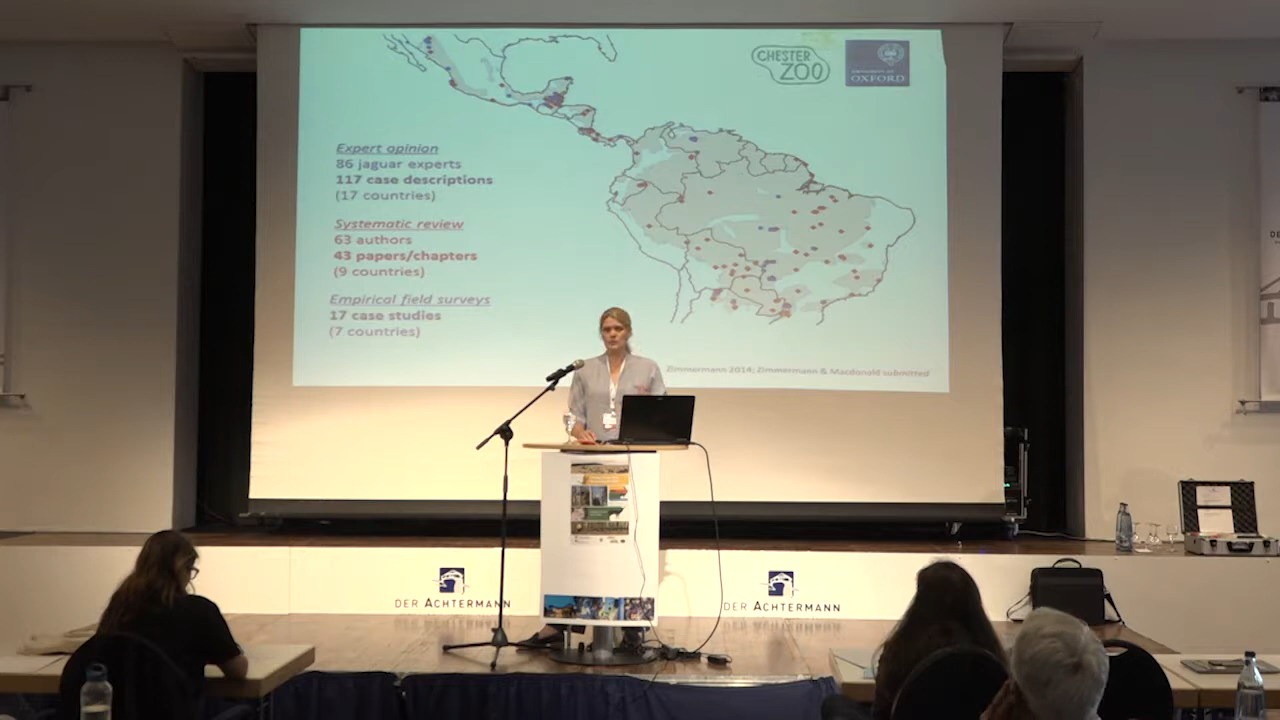 CHESTER
ZOO
UNIVERSITY OF
OXFORD
Expert opinion
86 jaguar experts
117 case descriptions
(17 countries)
Systematic review
63 authors
43 papers/chapters
(9 countries)
Empirical field surveys
17 case studies
(7 countries)
Zimmermann 2014; Zimmermann & Macdonald submitted
DER ACHTERMANN
DER ACHTERMANN